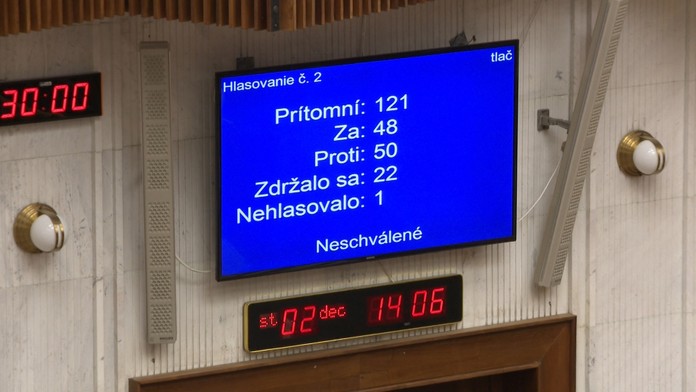 tlač
Hlasovanie č. 2
30:00
Prítomní: 121
Za: 48
Proti: 50
Zdržalo sa: 22
Nehlasovalo: 1
Neschválené
st 02 dec 14 06